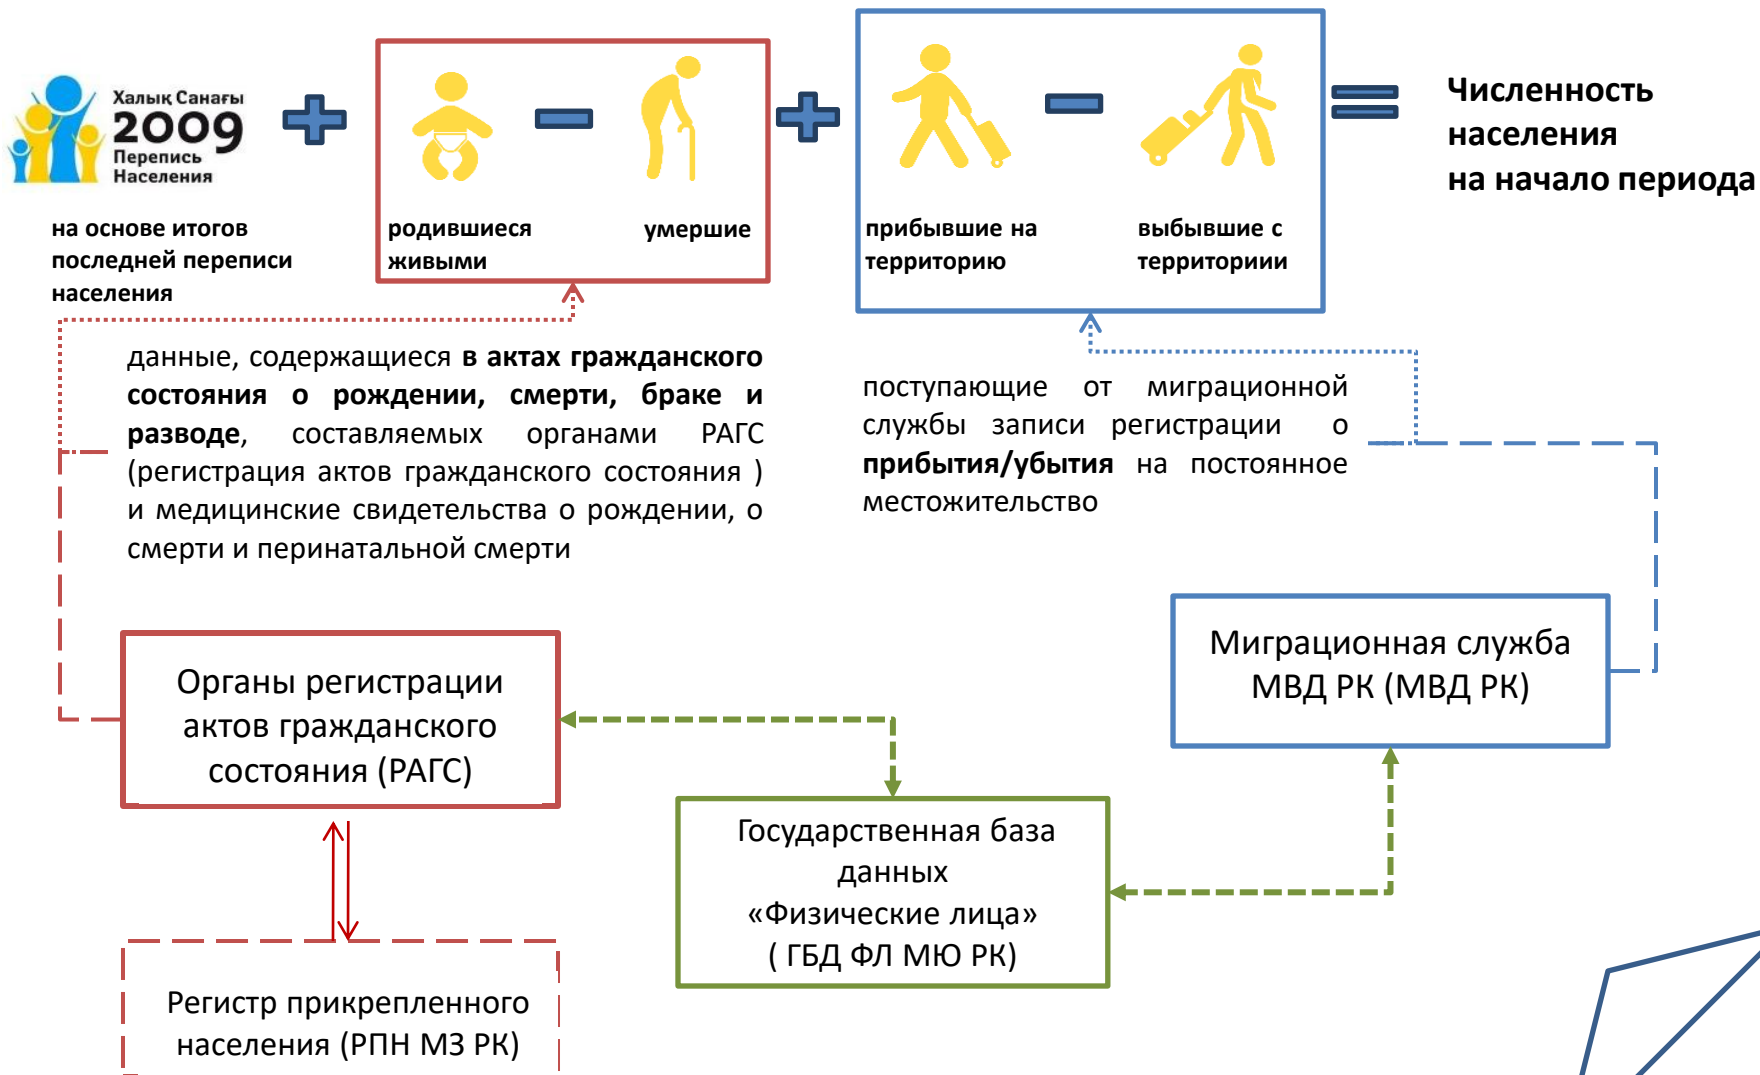 Халық Санағы
2009
Перепись
Населения
Численность
населения
на начало периода
на основе итогов
последней переписи
населения
родившиеся
живыми
умершие
прибывшие на
территорию
выбывшие с
териториии
данные, содержащиеся в актах гражданского
состояния о рождении, смерти, браке и
разводе, составляемых органами РАГС
(регистрация актов гражданского состояния )
и медицинские свидетельства о рождении, о
смерти и перинатальной смерти
поступающие от миграционной
службы записи регистрации о
прибытия/убытия на постоянное
местожительство
Миграционная служба
МВД РК (МВД РК)
Органы регистрации
актов гражданского
состояния (РАГС)
Государственная база
данных
«Физические лица»
( ГБД ФЛ МЮ РК)
Регистр прикрепленного
населения (РПН МЗ РК)